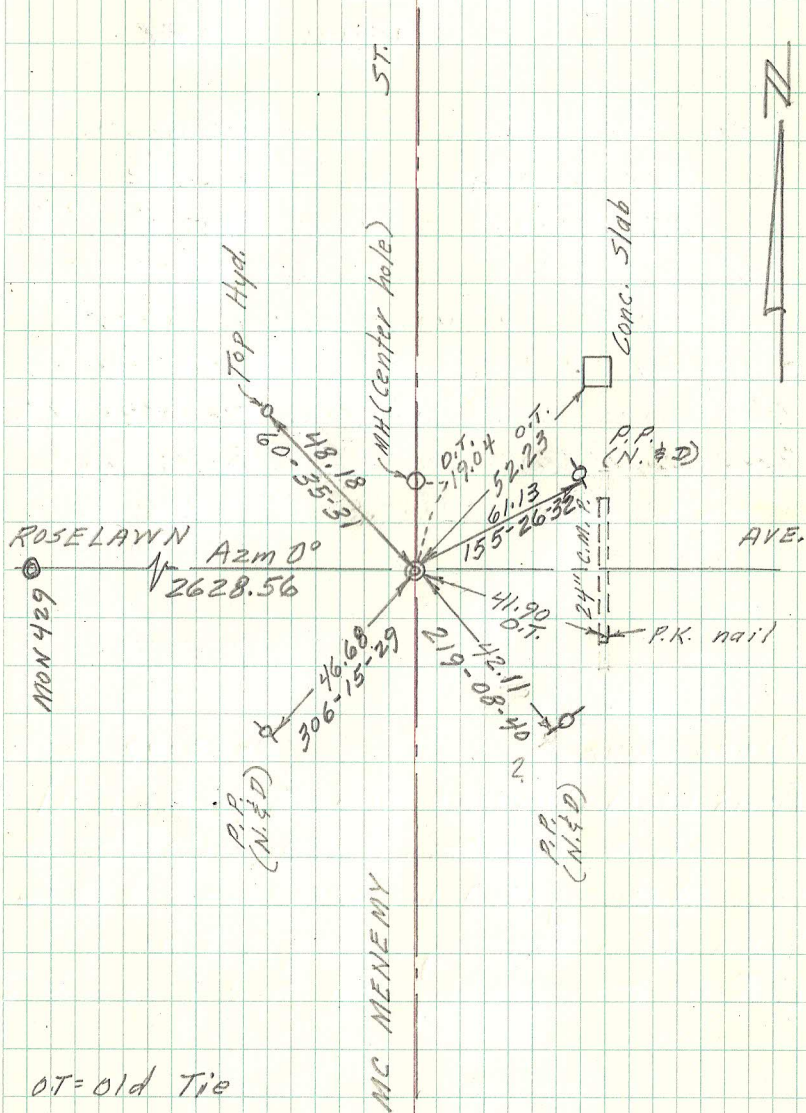 ST.
N
Top Hyd.
MH (Center hole)
Conc. Slab
48.18
60-35-31
O.T.
19.04
O.T.
52.23
P.P.
(N. & D)
61.13
155-26-32
24" C.M.P.
ROSELAWN
AVE.
Azm 0°
2628.56
MON 429
41.90
O.T.
P.K. nail
46.68
306-15-29
42.11
219-08-40
?
P.P.
(N. & D)
P.P.
(N. & D)
MC MENEMY
O.T = Old Tie